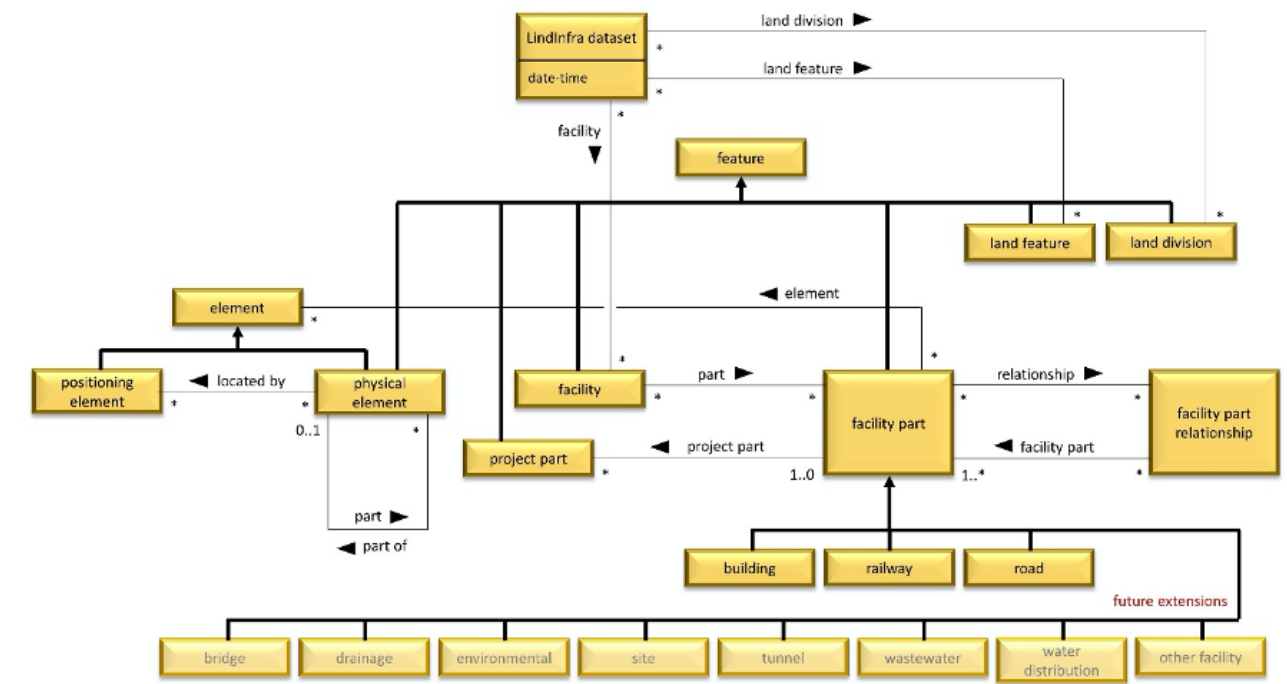 land division ►
LindInfra dataset
*
date-time
land feature ►
*
*
facility
▼
feature
*
*
land feature
land division
◄ element
element
*
*
*
positioning
element
◄ located by
physical
element
*
*
facility
part ►
*
*
facility part
relationship ►
*
*
facility part
relationship
0..1
*
project part
◄ project part
*
1..0
◄ facility part
1..*
*
part ►
◄ part of
building
railway
road
future extensions
bridge
drainage
environmental
site
tunnel
wastewater
water
distribution
other facility